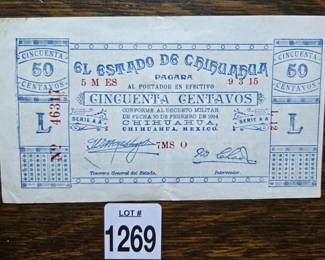 CINCUENTA
50
CENTAVOS
L
EL ESTADO DE CHIHUAHUA
PAGARA
5 M ES
9 3 15
AL PORTADOR EN EFECTIVO
CINCUENTA CENTAVOS
CONFORME AL DECRETO MILITAR
SERIE A A
DE FECHA 10 DE FEBRERO DE 1914
SERIE A A
CHIHUAHUA,
CHIHUAHUA, MEXICO.
7MS O
Tesorero General del Estado.
Interventor.
CINCUENTA
50
CENTAVOS
L
Nº
LOT #
1269